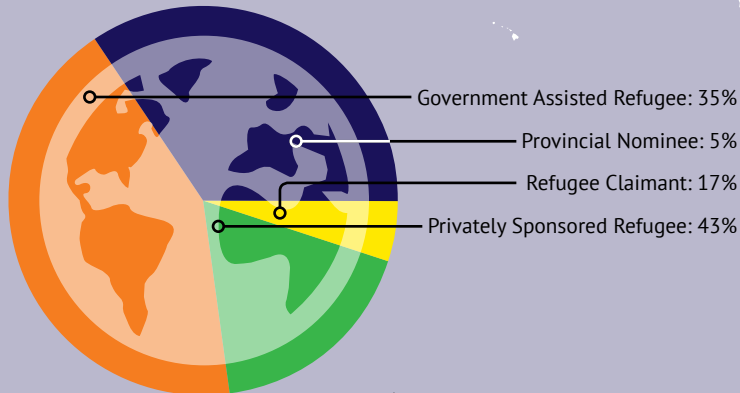 Government Assisted Refugee: 35%
Provincial Nominee: 5%
Refugee Claimant: 17%
Privately Sponsored Refugee: 43%